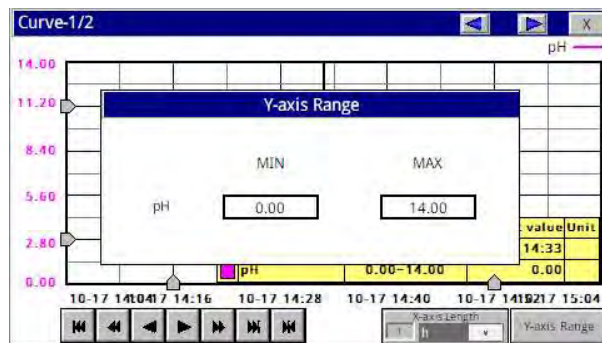 Curve-1/2
X
pH
14.00
11.20
Y-axis Range
MIN MAX
8.40
pH 0.00 14.00
5.60
value Unit
2.80
14:33
pH 0.00-14.00 0.00
0.00
10-17 14:16 10-17 14:28 10-17 14:40 10-17 15:04
X-axis Length
1 h
Y-axis Range